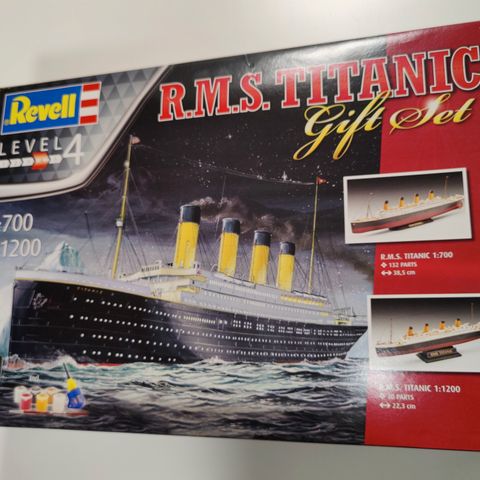 Revell
LEVEL 4
R.M.S. TITANIC
Gift Set
:700
1200
R.M.S. TITANIC 1:700
132 PARTS
38,5 cm
R.M.S. TITANIC 1:1200
PARTS
22,3 cm